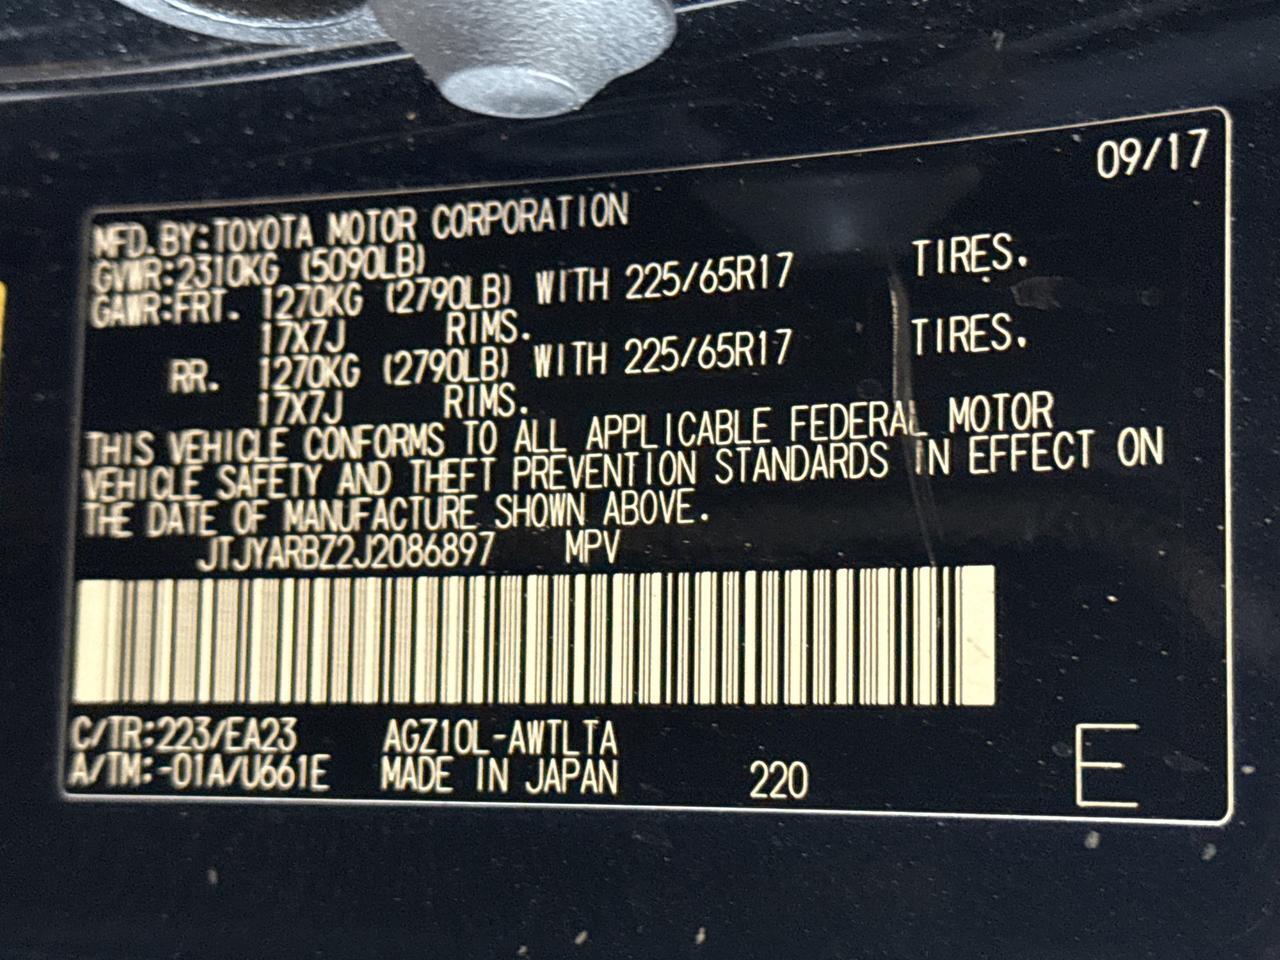 09/17
MFD.BY:TOYOTA MOTOR CORPORATION
GVWR:2310KG (5090LB)
GAWR:FRT. 1270KG (2790LB) WITH 225/65R17 TIRES.
17X7J RIMS.
RR. 1270KG (2790LB) WITH 225/65R17 TIRES.
17X7J RIMS.
THIS VEHICLE CONFORMS TO ALL APPLICABLE FEDERAL MOTOR
VEHICLE SAFETY AND THEFT PREVENTION STANDARDS IN EFFECT ON
THE DATE OF MANUFACTURE SHOWN ABOVE.
JTJYARBZ2J2086897 MPV
C/TR:223/EA23 AGZ10L-AWTLTA
A/TM:-01A/U661E MADE IN JAPAN 220 E